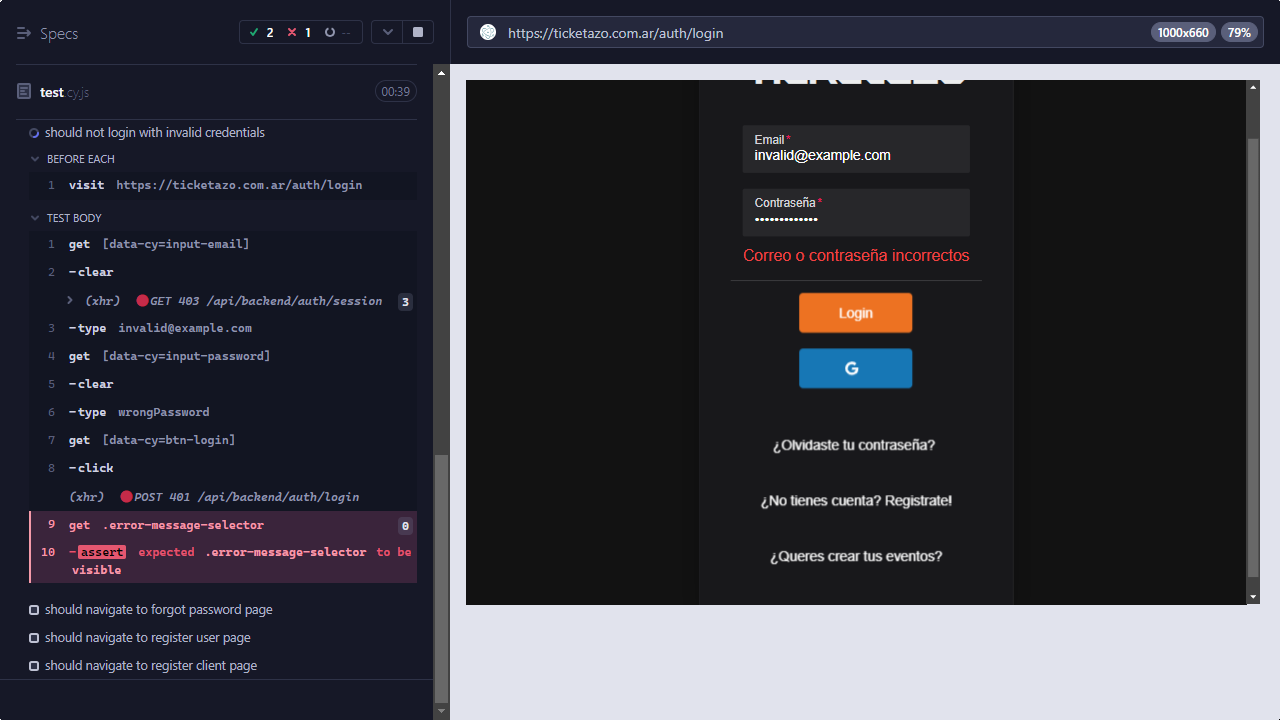 Specs
2
1
--
https://ticketazo.com.ar/auth/login
1000x660
79%
test.cy.js
00:39
should not login with invalid credentials
BEFORE EACH
1 visit https://ticketazo.com.ar/auth/login
TEST BODY
1 get [data-cy=input-email]
2 -clear
(xhr) GET 403 /api/backend/auth/session 3
3 -type invalid@example.com
4 get [data-cy=input-password]
5 -clear
6 -type wrongPassword
7 get [data-cy=btn-login]
8 -click
(xhr) POST 401 /api/backend/auth/login
9 get .error-message-selector 0
10 -assert expected .error-message-selector to be
visible
should navigate to forgot password page
should navigate to register user page
should navigate to register client page
Email*
invalid@example.com
Contraseña*
•••••••••••••
Correo o contraseña incorrectos
Login
G
¿Olvidaste tu contraseña?
¿No tienes cuenta? Registrate!
¿Queres crear tus eventos?